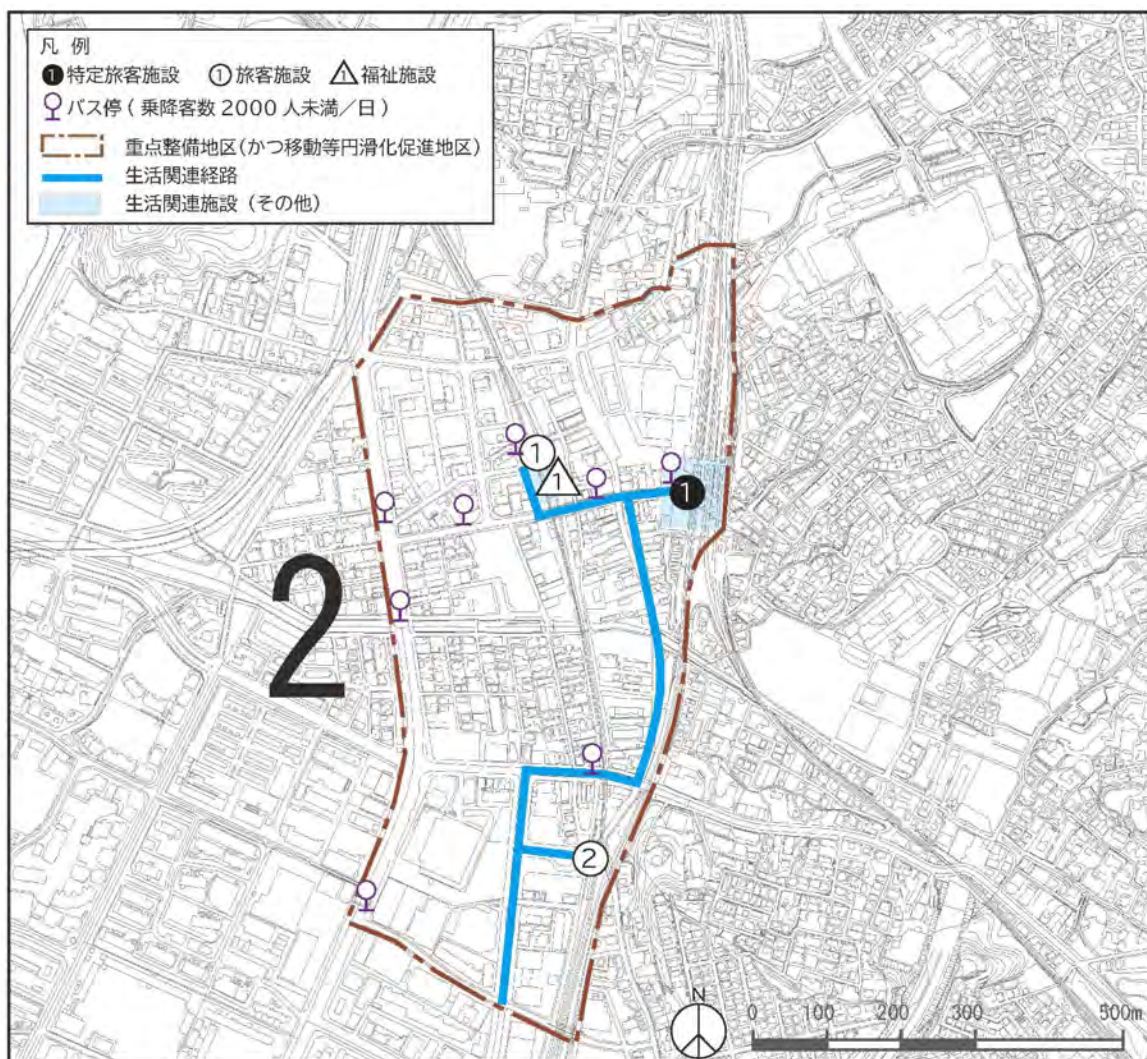 凡 例
❶特定旅客施設 ①旅客施設 1福祉施設
バス停(乗降客数2000人未満/日)
重点整備地区(かつ移動等円滑化促進地区)
生活関連経路
生活関連施設(その他)
1
1
1
2
2
N
0 100 200 300 500m